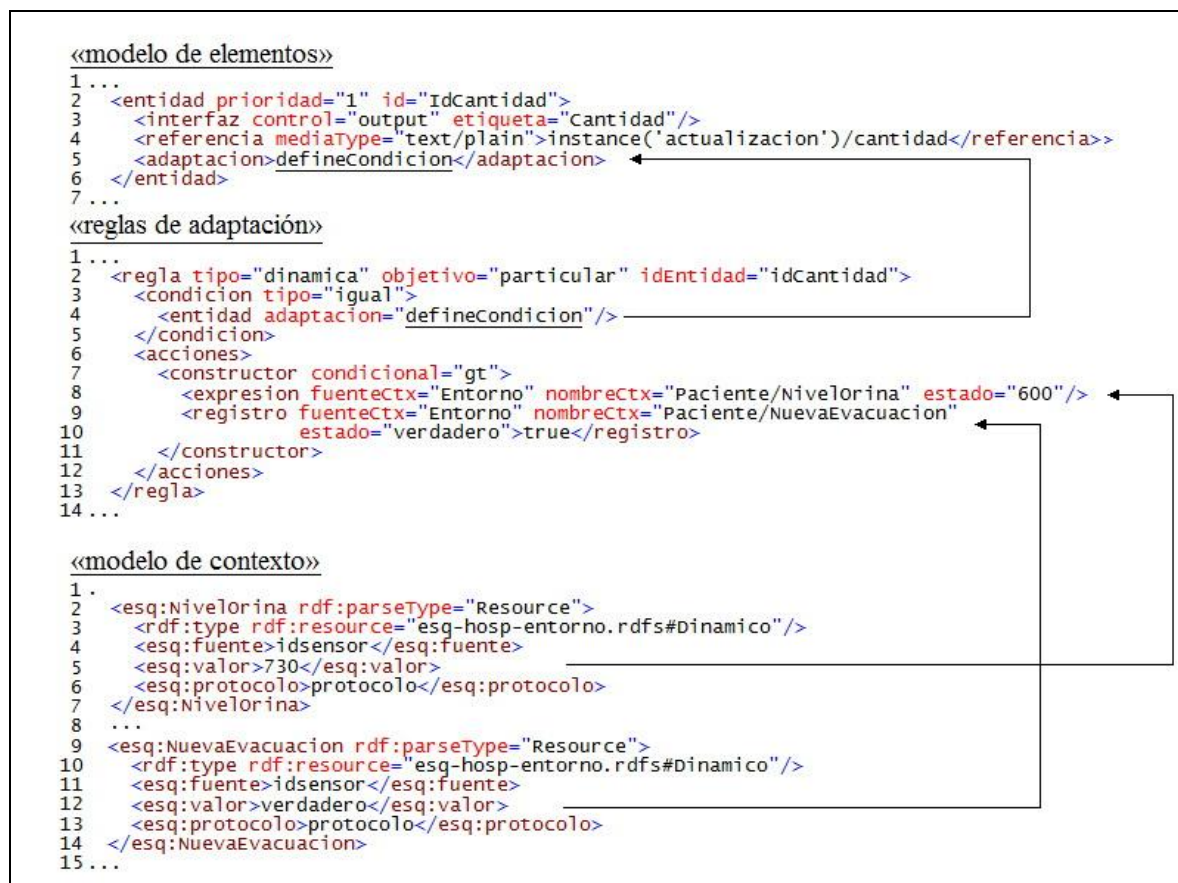 «modelo de elementos»
1 ...
2 <entidad prioridad="1" id="IdCantidad">
3 <interfaz control="output" etiqueta="Cantidad"/>
4 <referencia mediaType="text/plain">instance('actualizacion')/cantidad</referencia>>
5 <adaptacion>defineCondicion</adaptacion>
6 </entidad>
7 ...
«reglas de adaptación»
1 ...
2 <regla tipo="dinamica" objetivo="particular" idEntidad="idCantidad">
3 <condicion tipo="igual">
4 <entidad adaptacion="defineCondicion"/>
5 </condicion>
6 <acciones>
7 <constructor condicional="gt">
8 <expresion fuenteCtx="Entorno" nombreCtx="Paciente/NivelOrina" estado="600"/>
9 <registro fuenteCtx="Entorno" nombreCtx="Paciente/NuevaEvacuacion"
10 estado="verdadero">true</registro>
11 </constructor>
12 </acciones>
13 </regla>
14 ...
«modelo de contexto»
1 .
2 <esq:NivelOrina rdf:parseType="Resource">
3 <rdf:type rdf:resource="esq-hosp-entorno.rdfs#Dinamico"/>
4 <esq:fuente>idsensor</esq:fuente>
5 <esq:valor>730</esq:valor>
6 <esq:protocolo>protocolo</esq:protocolo>
7 </esq:NivelOrina>
8 ...
9 <esq:NuevaEvacuacion rdf:parseType="Resource">
10 <rdf:type rdf:resource="esq-hosp-entorno.rdfs#Dinamico"/>
11 <esq:fuente>idsensor</esq:fuente>
12 <esq:valor>verdadero</esq:valor>
13 <esq:protocolo>protocolo</esq:protocolo>
14 </esq:NuevaEvacuacion>
15 ...